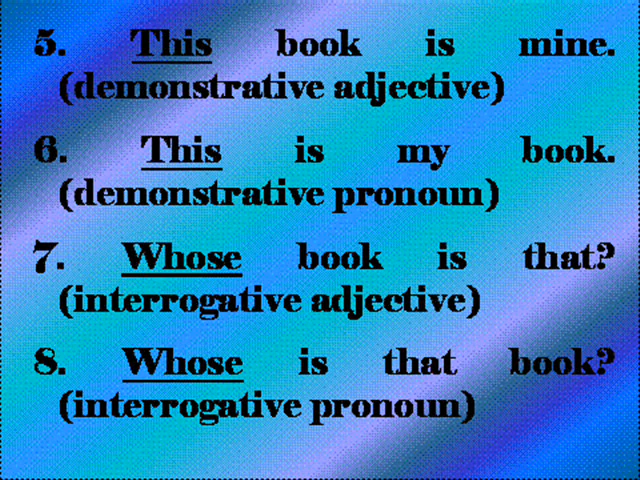 5. This book is mine.
(demonstrative adjective)
6. This is my book.
(demonstrative pronoun)
7. Whose book is that?
(interrogative adjective)
8. Whose is that book?
(interrogative pronoun)